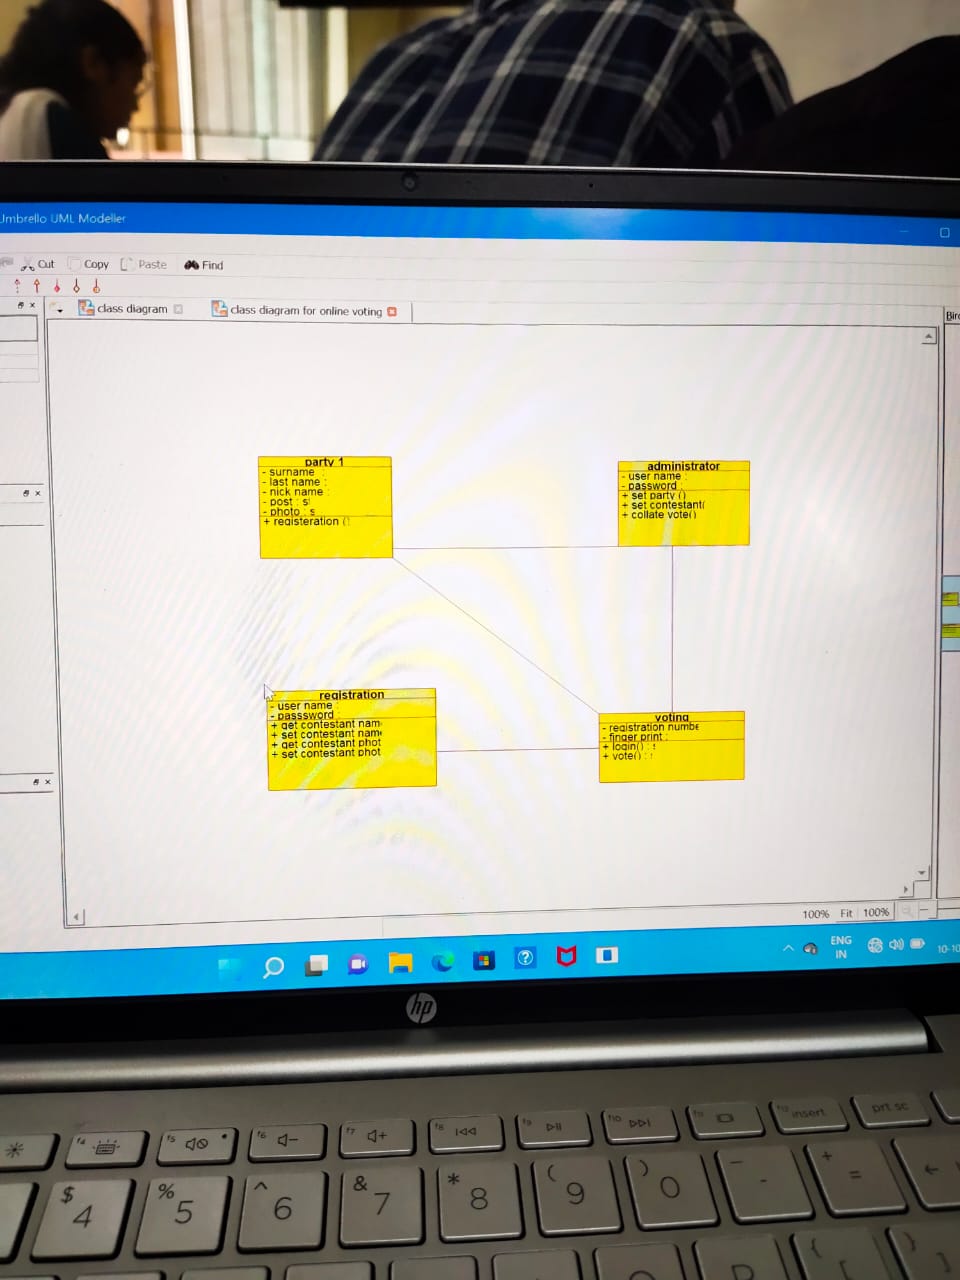 Umbrello UML Modeller
Cut Copy Paste Find
class diagram
class diagram for online voting
Bird
party 1
- surname :
- last name :
- nick name :
- post : s
- photo : s
+ registeration (
administrator
- user name :
- password :
+ set party ()
+ set contestant(
+ collate vote()
registration
- user name :
- passsword :
+ get contestant nam
+ set contestant name
+ get contestant phot
+ set contestant phot
voting
- registration numbe
- finger print :
+ login() : s
+ vote() :
100% Fit 100%
ENG
IN
10-10
hp
f4 f5 f6 f7 f8 f9 f10 f11 f12 insert prt sc
$ % ^ & * ( ) _ +
4 5 6 7 8 9 0 - =
{ }
[ ]